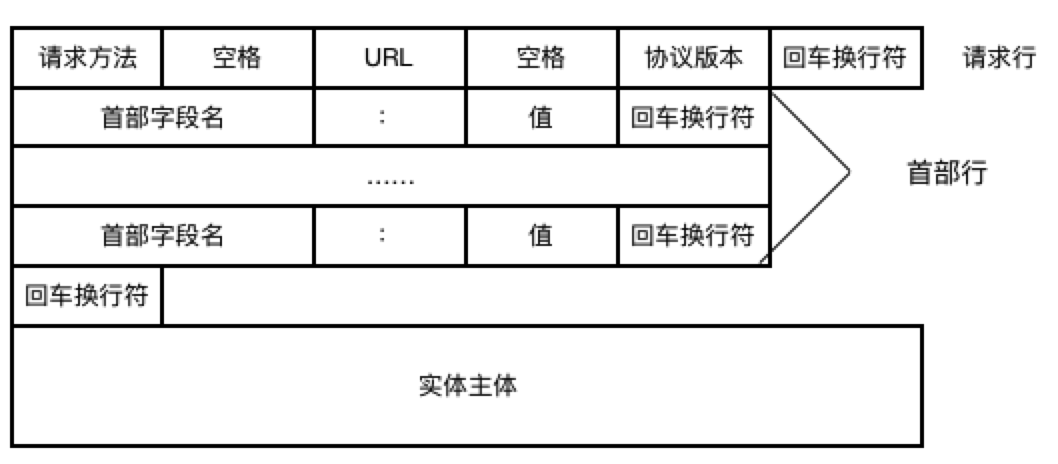 请求方法 空格 URL 空格 协议版本 回车换行符 请求行
首部字段名 : 值 回车换行符
首部行
......
首部字段名 : 值 回车换行符
回车换行符
实体主体